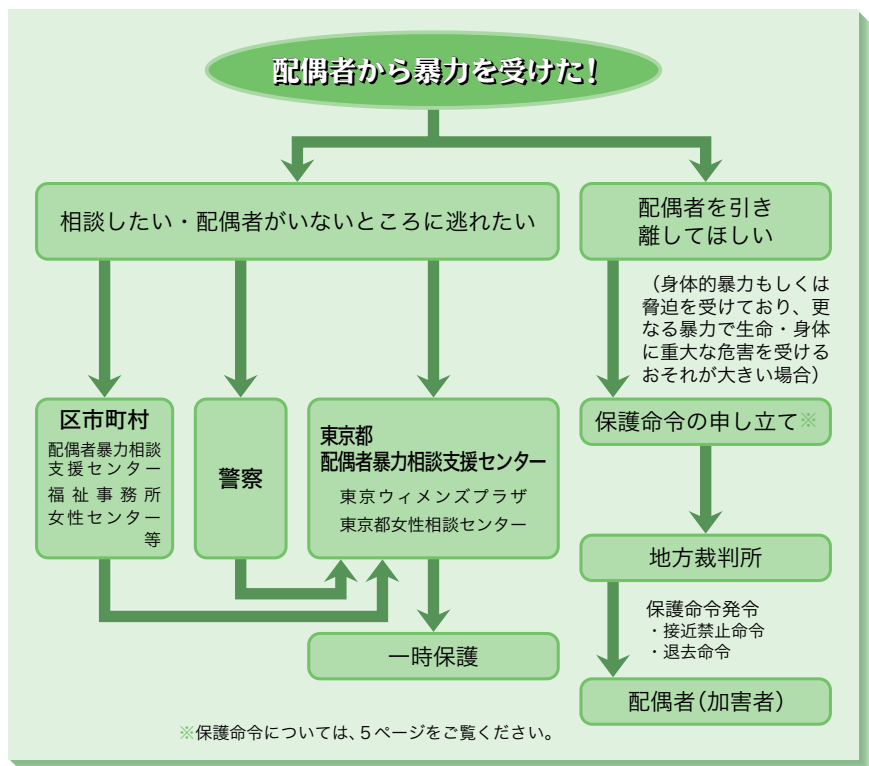 配偶者から暴力を受けた！
相談したい・配偶者がいないところに逃れたい
配偶者を引き
離してほしい
（身体的暴力もしくは
脅迫を受けており、更
なる暴力で生命・身体
に重大な危害を受ける
おそれが大きい場合）
区市町村
配偶者暴力相談
支援センター
福祉事務所
女性センター
等
警察
東京都
配偶者暴力相談支援センター
東京ウィメンズプラザ
東京都女性相談センター
保護命令の申し立て※
地方裁判所
一時保護
保護命令発令
・接近禁止命令
・退去命令
配偶者（加害者）
※保護命令については、5ページをご覧ください。